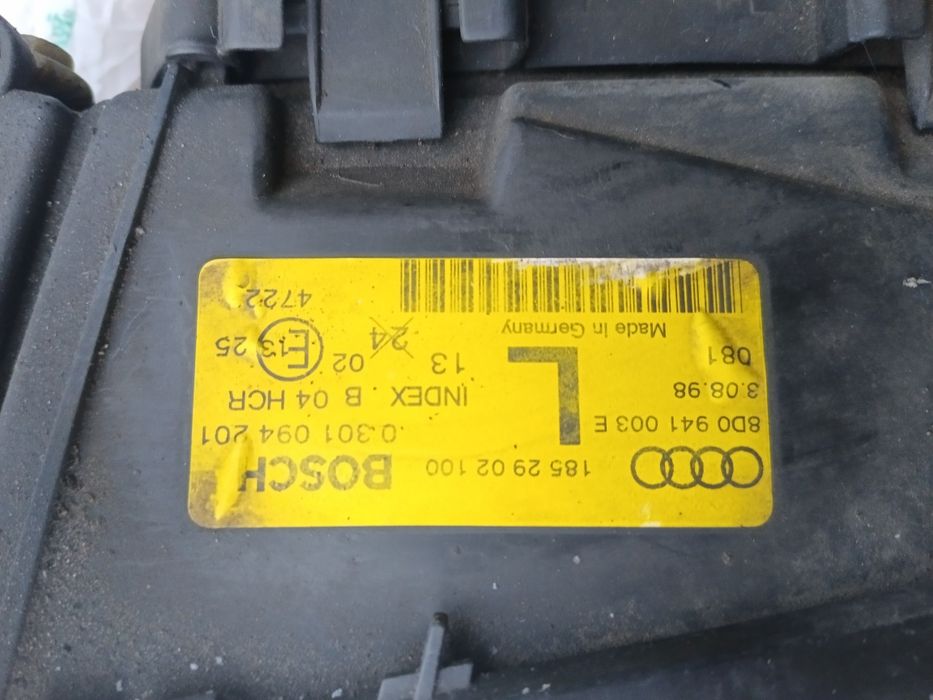 185 29 02 100
BOSCH
8D0 941 003 E
L
0 301 094 201
3.08.98
INDEX B 04 HCR
081
13
24
02
E13
25
Made in Germany
4722